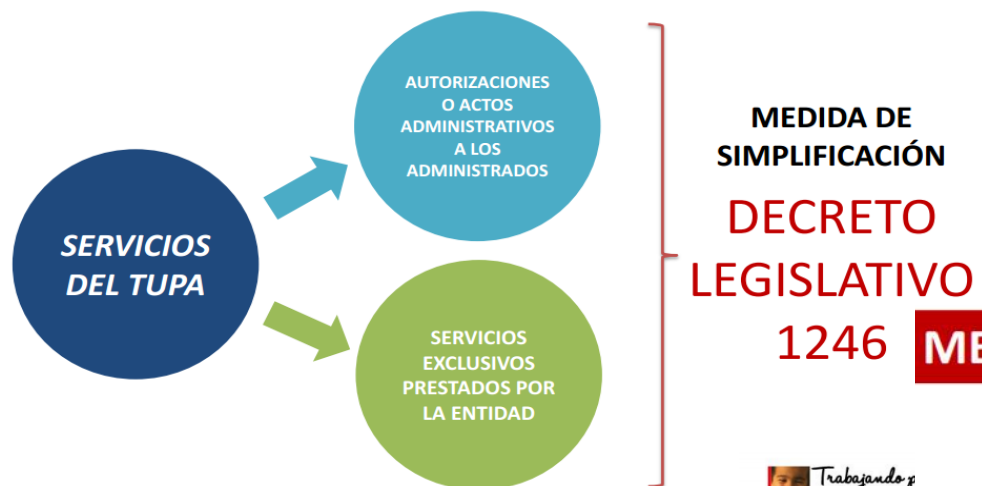 SERVICIOS
DEL TUPA
AUTORIZACIONES
O ACTOS
ADMINISTRATIVOS
A LOS
ADMINISTRADOS
SERVICIOS
EXCLUSIVOS
PRESTADOS POR
LA ENTIDAD
MEDIDA DE
SIMPLIFICACIÓN
DECRETO
LEGISLATIVO
1246
ME
Trabajando p